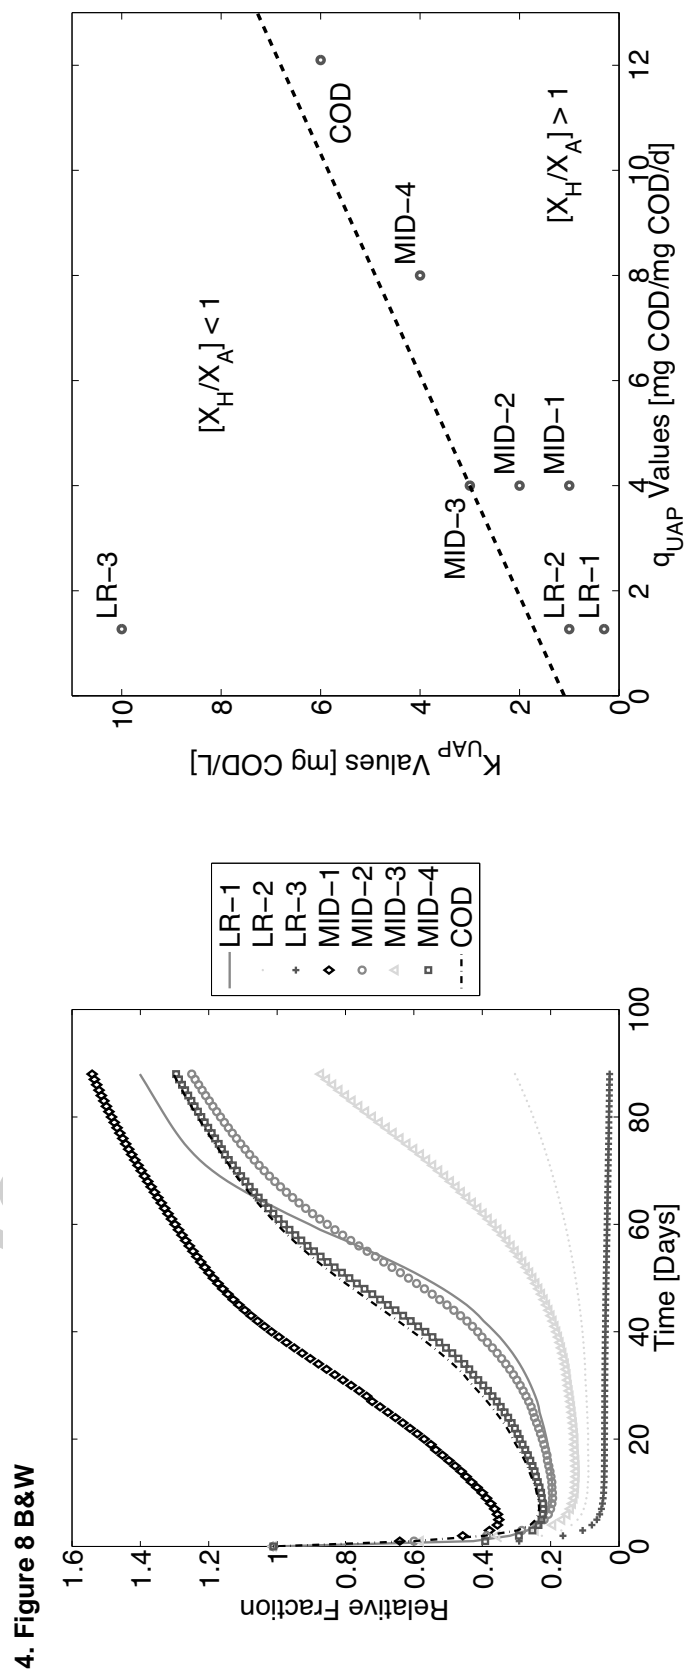 4. Figure 8 B&W
Relative Fraction
1.6
1.4
1.2
1
0.8
0.6
0.4
0.2
0
0
20
40
60
80
100
Time [Days]
LR−1
LR−2
LR−3
MID−1
MID−2
MID−3
MID−4
COD
K_UAP Values [mg COD/L]
10
8
6
4
2
0
0
2
4
6
8
10
12
q_UAP Values [mg COD/mg COD/d]
LR−3
[X_H/X_A] < 1
COD
MID−4
MID−3
MID−2
MID−1
LR−2
LR−1
[X_H/X_A] > 1